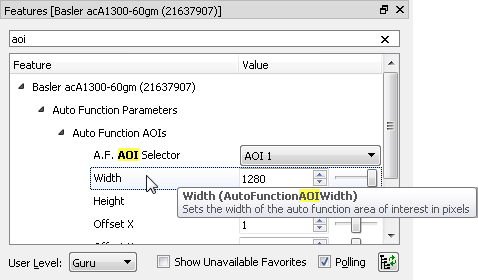 Features [Basler acA1300-60gm (21637907)]
aoi
Feature Value
Basler acA1300-60gm (21637907)
Auto Function Parameters
Auto Function AOIs
A.F. AOI Selector AOI 1
Width 1280
Width (AutoFunctionAOIWidth)
Sets the width of the auto function area of interest in pixels
Height
Offset X 1
User Level: Guru Show Unavailable Favorites Polling